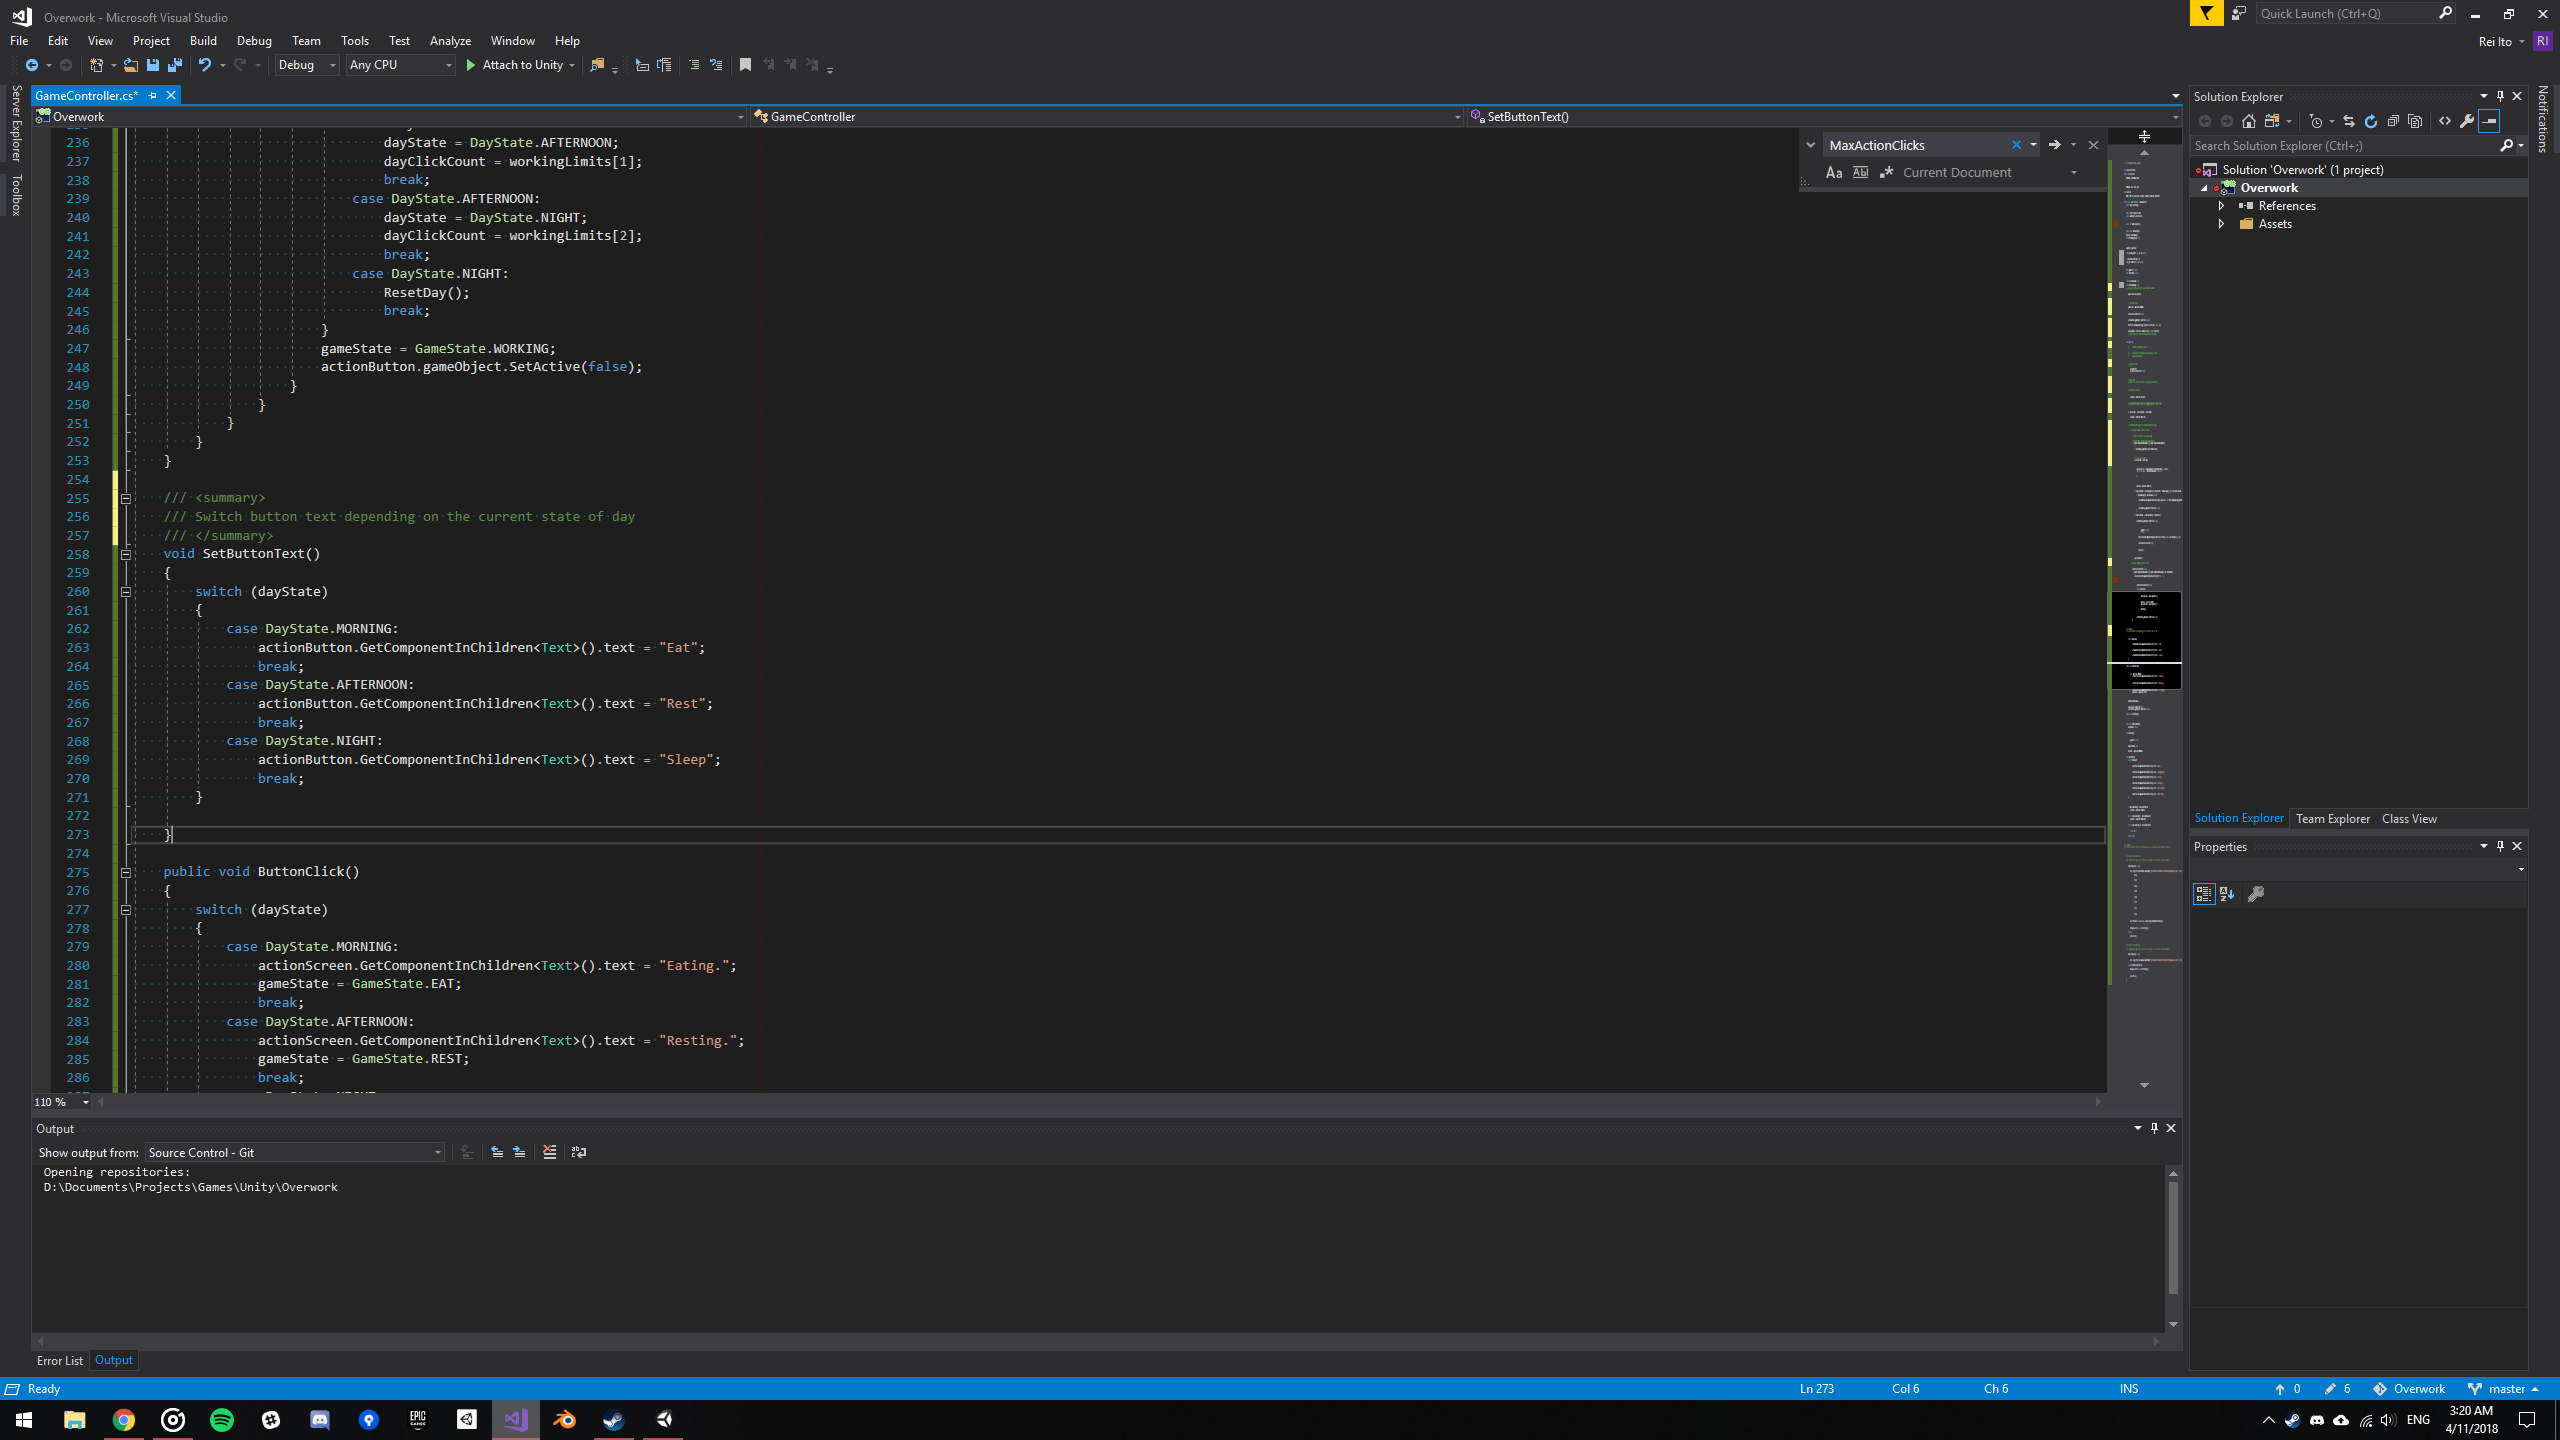 Overwork - Microsoft Visual Studio
Quick Launch (Ctrl+Q)
File Edit View Project Build Debug Team Tools Test Analyze Window Help
Rei Ito RI
Debug Any CPU Attach to Unity
Server Explorer
Toolbox
GameController.cs*
Overwork GameController SetButtonText()
MaxActionClicks
Aa Ab Current Document
236 dayState = DayState.AFTERNOON;
237 dayClickCount = workingLimits[1];
238 break;
239 case DayState.AFTERNOON:
240 dayState = DayState.NIGHT;
241 dayClickCount = workingLimits[2];
242 break;
243 case DayState.NIGHT:
244 ResetDay();
245 break;
246 }
247 gameState = GameState.WORKING;
248 actionButton.gameObject.SetActive(false);
249 }
250 }
251 }
252 }
253 }
254
255 /// <summary>
256 /// Switch button text depending on the current state of day
257 /// </summary>
258 void SetButtonText()
259 {
260 switch (dayState)
261 {
262 case DayState.MORNING:
263 actionButton.GetComponentInChildren<Text>().text = "Eat";
264 break;
265 case DayState.AFTERNOON:
266 actionButton.GetComponentInChildren<Text>().text = "Rest";
267 break;
268 case DayState.NIGHT:
269 actionButton.GetComponentInChildren<Text>().text = "Sleep";
270 break;
271 }
272
273 }
274
275 public void ButtonClick()
276 {
277 switch (dayState)
278 {
279 case DayState.MORNING:
280 actionScreen.GetComponentInChildren<Text>().text = "Eating.";
281 gameState = GameState.EAT;
282 break;
283 case DayState.AFTERNOON:
284 actionScreen.GetComponentInChildren<Text>().text = "Resting.";
285 gameState = GameState.REST;
286 break;
110 %
Output
Show output from: Source Control - Git
Opening repositories:
D:\Documents\Projects\Games\Unity\Overwork
Error List Output
Solution Explorer
Search Solution Explorer (Ctrl+;)
Solution 'Overwork' (1 project)
Overwork
References
Assets
Solution Explorer Team Explorer Class View
Properties
Notifications
Ready Ln 273 Col 6 Ch 6 INS 0 6 Overwork master
EPIC GAMES
ENG
3:20 AM
4/11/2018